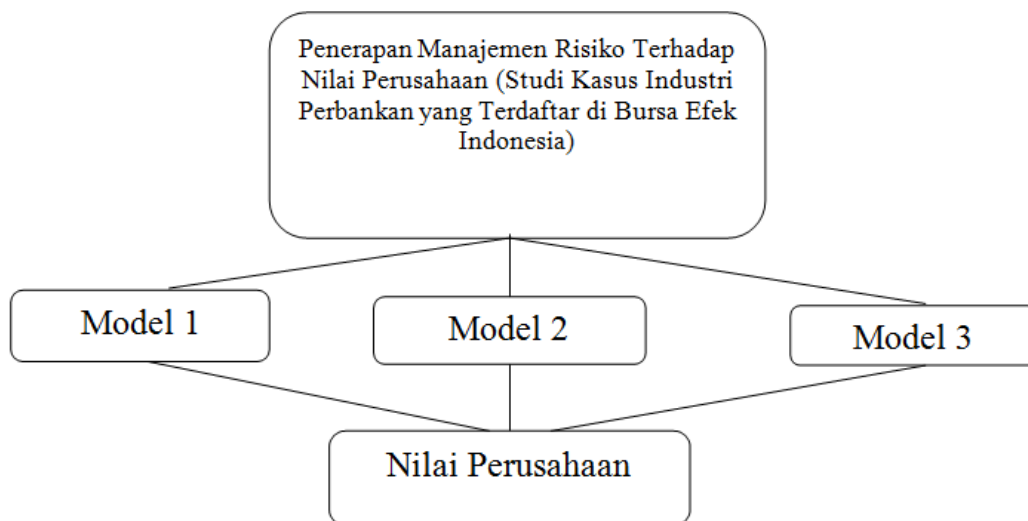 Penerapan Manajemen Risiko Terhadap
Nilai Perusahaan (Studi Kasus Industri
Perbankan yang Terdaftar di Bursa Efek
Indonesia)
Model 1
Model 2
Model 3
Nilai Perusahaan